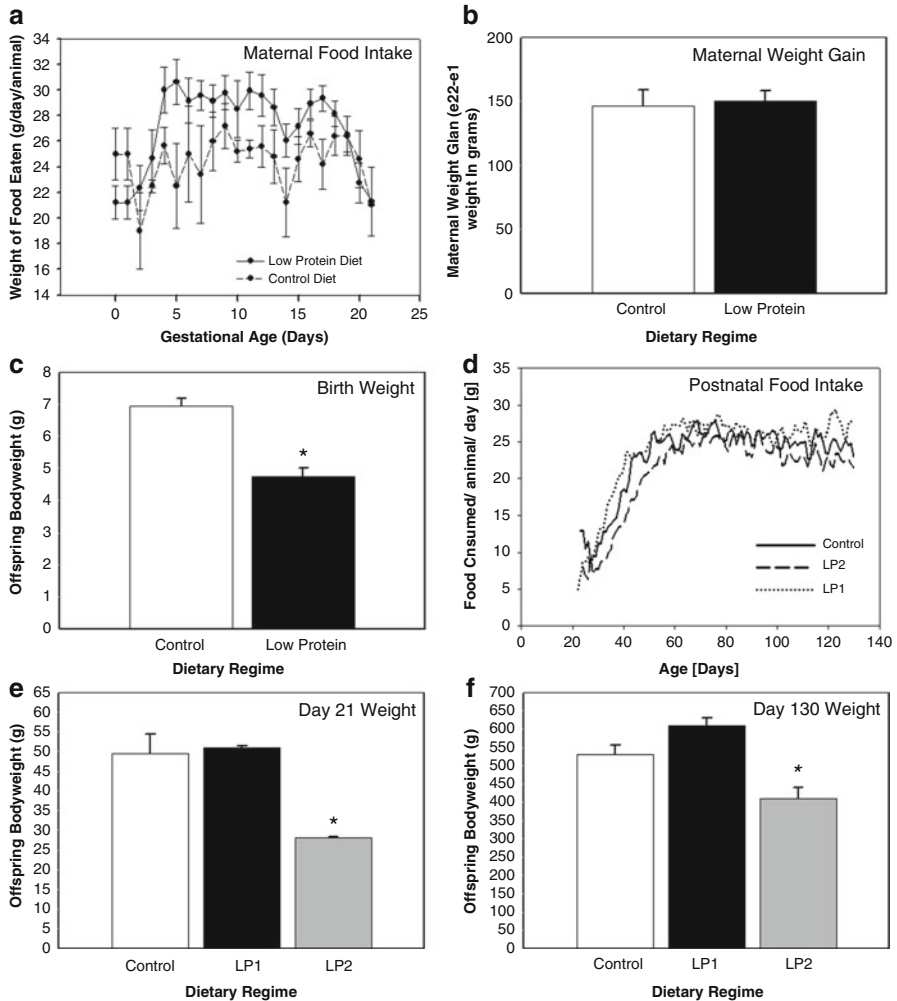 a
Maternal Food Intake
Weight of Food Eaten (g/day/animal)
34
32
30
28
26
24
22
20
18
16
14
Low Protein Diet
Control Diet
0 5 10 15 20 25
Gestational Age (Days)
b
Maternal Weight Gain
Maternal Weight Gian (e22-e1
weight In grams)
200
150
100
50
0
Control Low Protein
Dietary Regime
c
Birth Weight
Offspring Bodyweight (g)
8
7
6
5
4
3
2
1
0
*
Control Low Protein
Dietary Regime
d
Postnatal Food Intake
Food Cnsumed/ animal/ day [g]
35
30
25
20
15
10
5
0
Control
LP2
LP1
0 20 40 60 80 100 120 140
Age [Days]
e
Day 21 Weight
Offspring Bodyweight (g)
65
60
55
50
45
40
35
30
25
20
15
10
5
0
*
Control LP1 LP2
Dietary Regime
f
Day 130 Weight
Offspring Bodyweight (g)
700
650
600
550
500
450
400
350
300
250
200
150
100
50
0
*
Control LP1 LP2
Dietary Regime